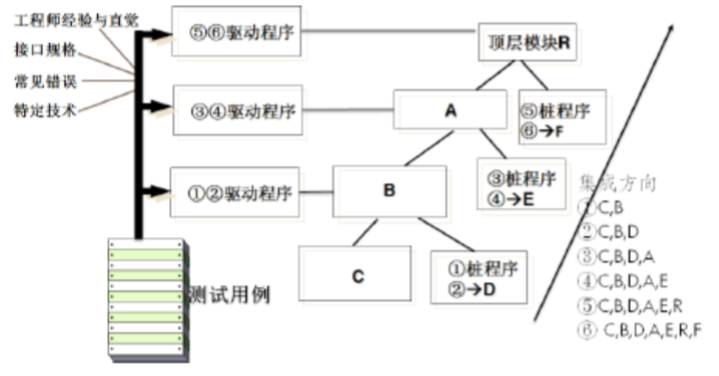 工程师经验与直觉
接口规格
常见错误
特定技术
⑤⑥驱动程序
顶层模块R
③④驱动程序
A
⑤桩程序
⑥→F
①②驱动程序
B
③桩程序
④→E
C
①桩程序
②→D
测试用例
集成方向
①C,B
②C,B,D
③C,B,D,A
④C,B,D,A,E
⑤C,B,D,A,E,R
⑥ C,B,D,A,E,R,F